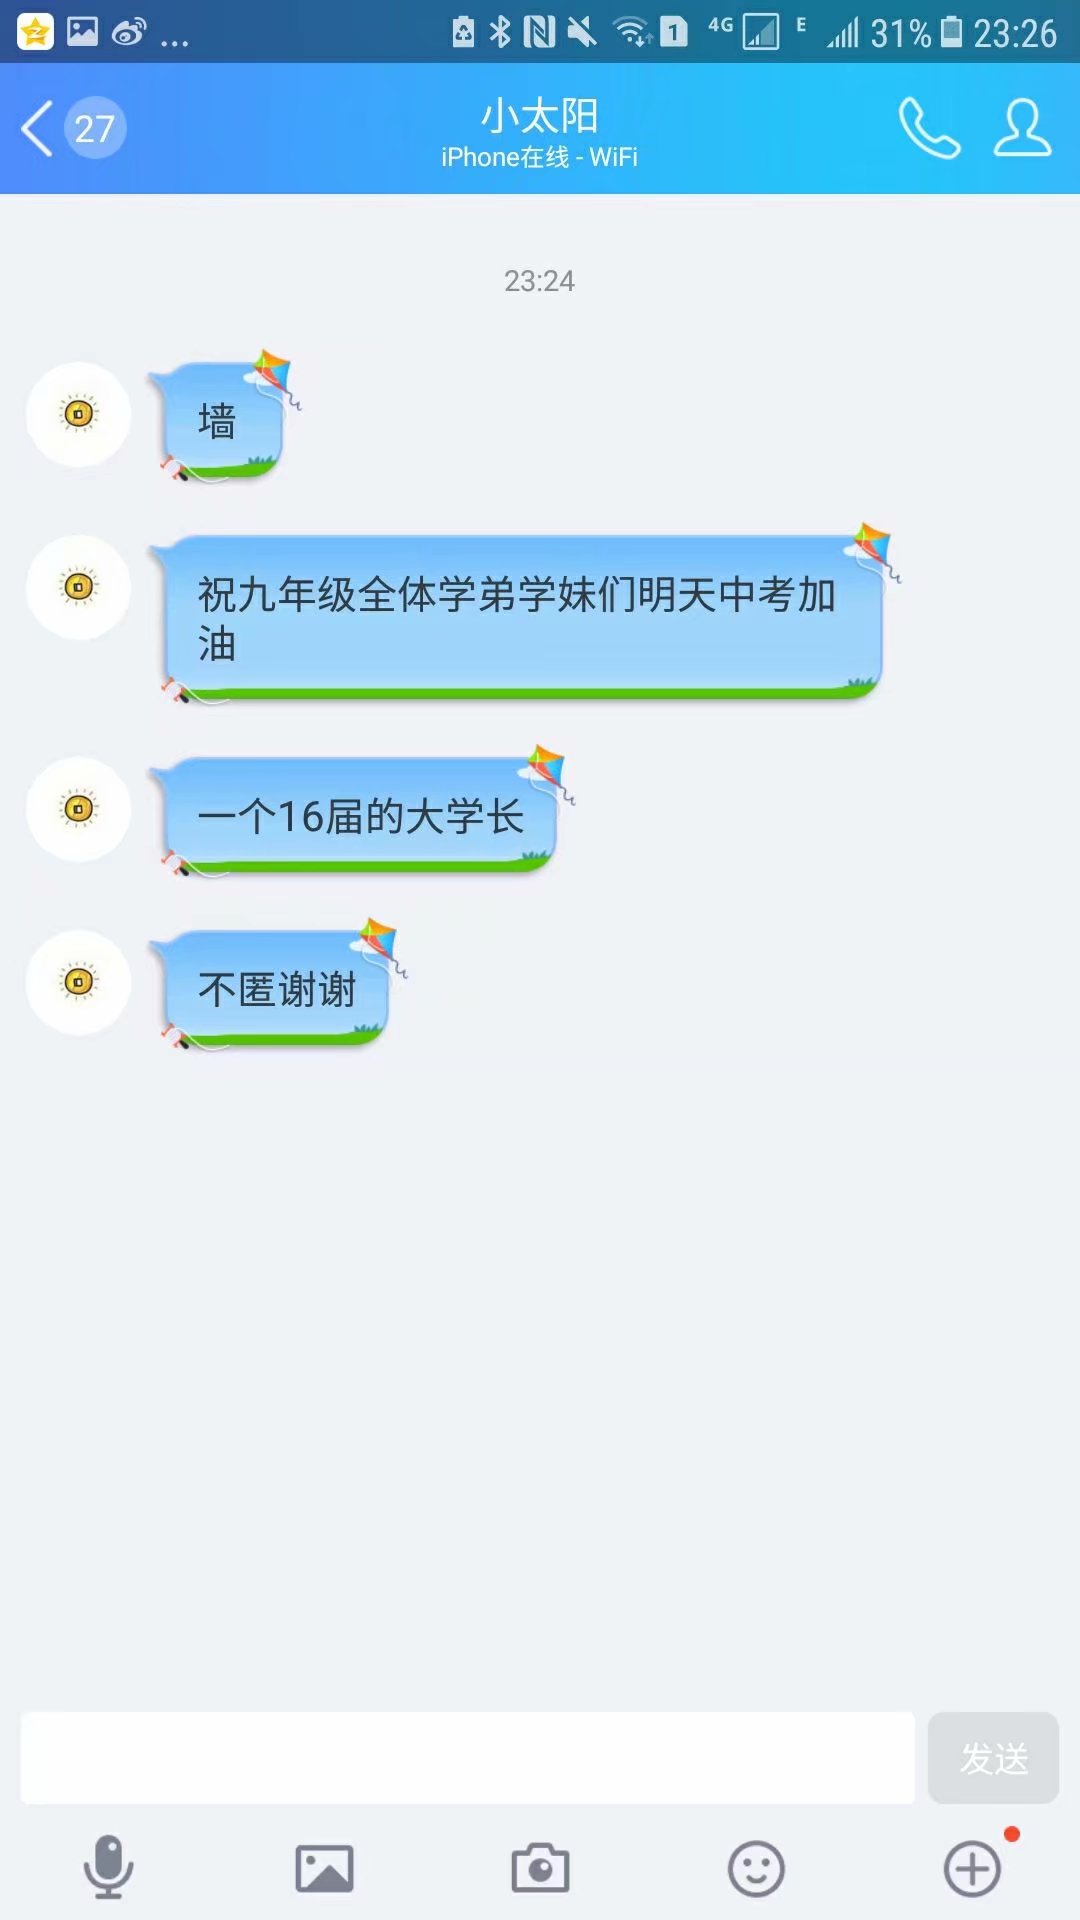 ... 1 4G E 31% 23:26
27
小太阳
iPhone在线 - WiFi
23:24
墙
祝九年级全体学弟学妹们明天中考加
油
一个16届的大学长
不匿谢谢
发送